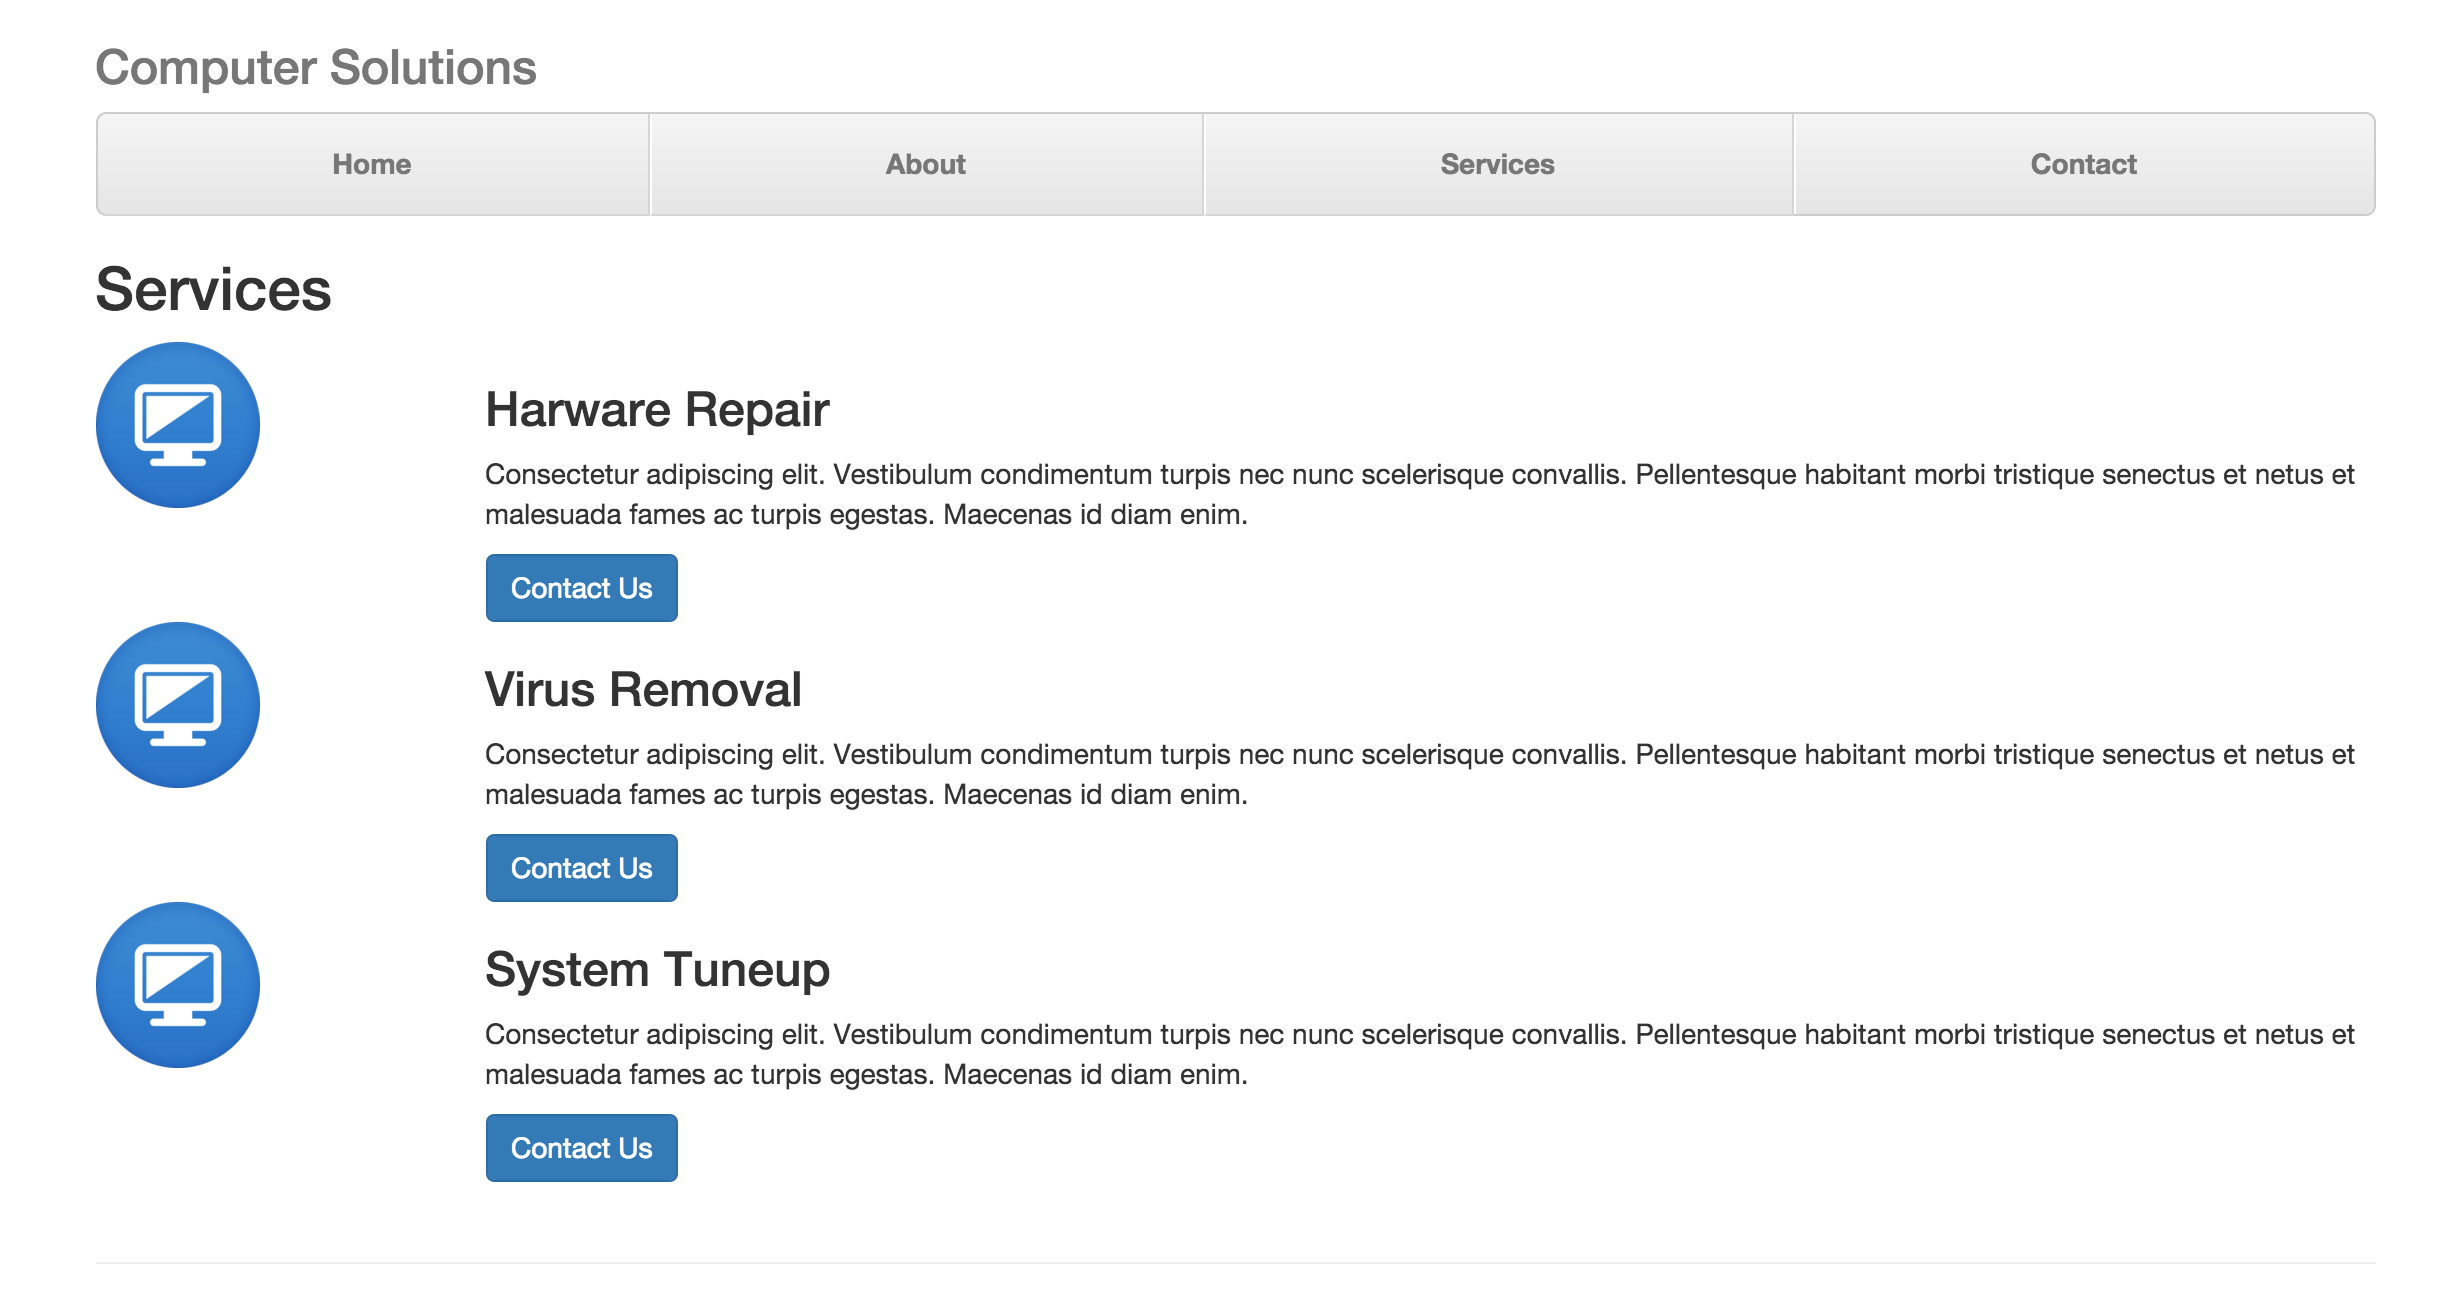 Computer Solutions
Home About Services Contact
Services
Harware Repair
Consectetur adipiscing elit. Vestibulum condimentum turpis nec nunc scelerisque convallis. Pellentesque habitant morbi tristique senectus et netus et
malesuada fames ac turpis egestas. Maecenas id diam enim.
Contact Us
Virus Removal
Consectetur adipiscing elit. Vestibulum condimentum turpis nec nunc scelerisque convallis. Pellentesque habitant morbi tristique senectus et netus et
malesuada fames ac turpis egestas. Maecenas id diam enim.
Contact Us
System Tuneup
Consectetur adipiscing elit. Vestibulum condimentum turpis nec nunc scelerisque convallis. Pellentesque habitant morbi tristique senectus et netus et
malesuada fames ac turpis egestas. Maecenas id diam enim.
Contact Us